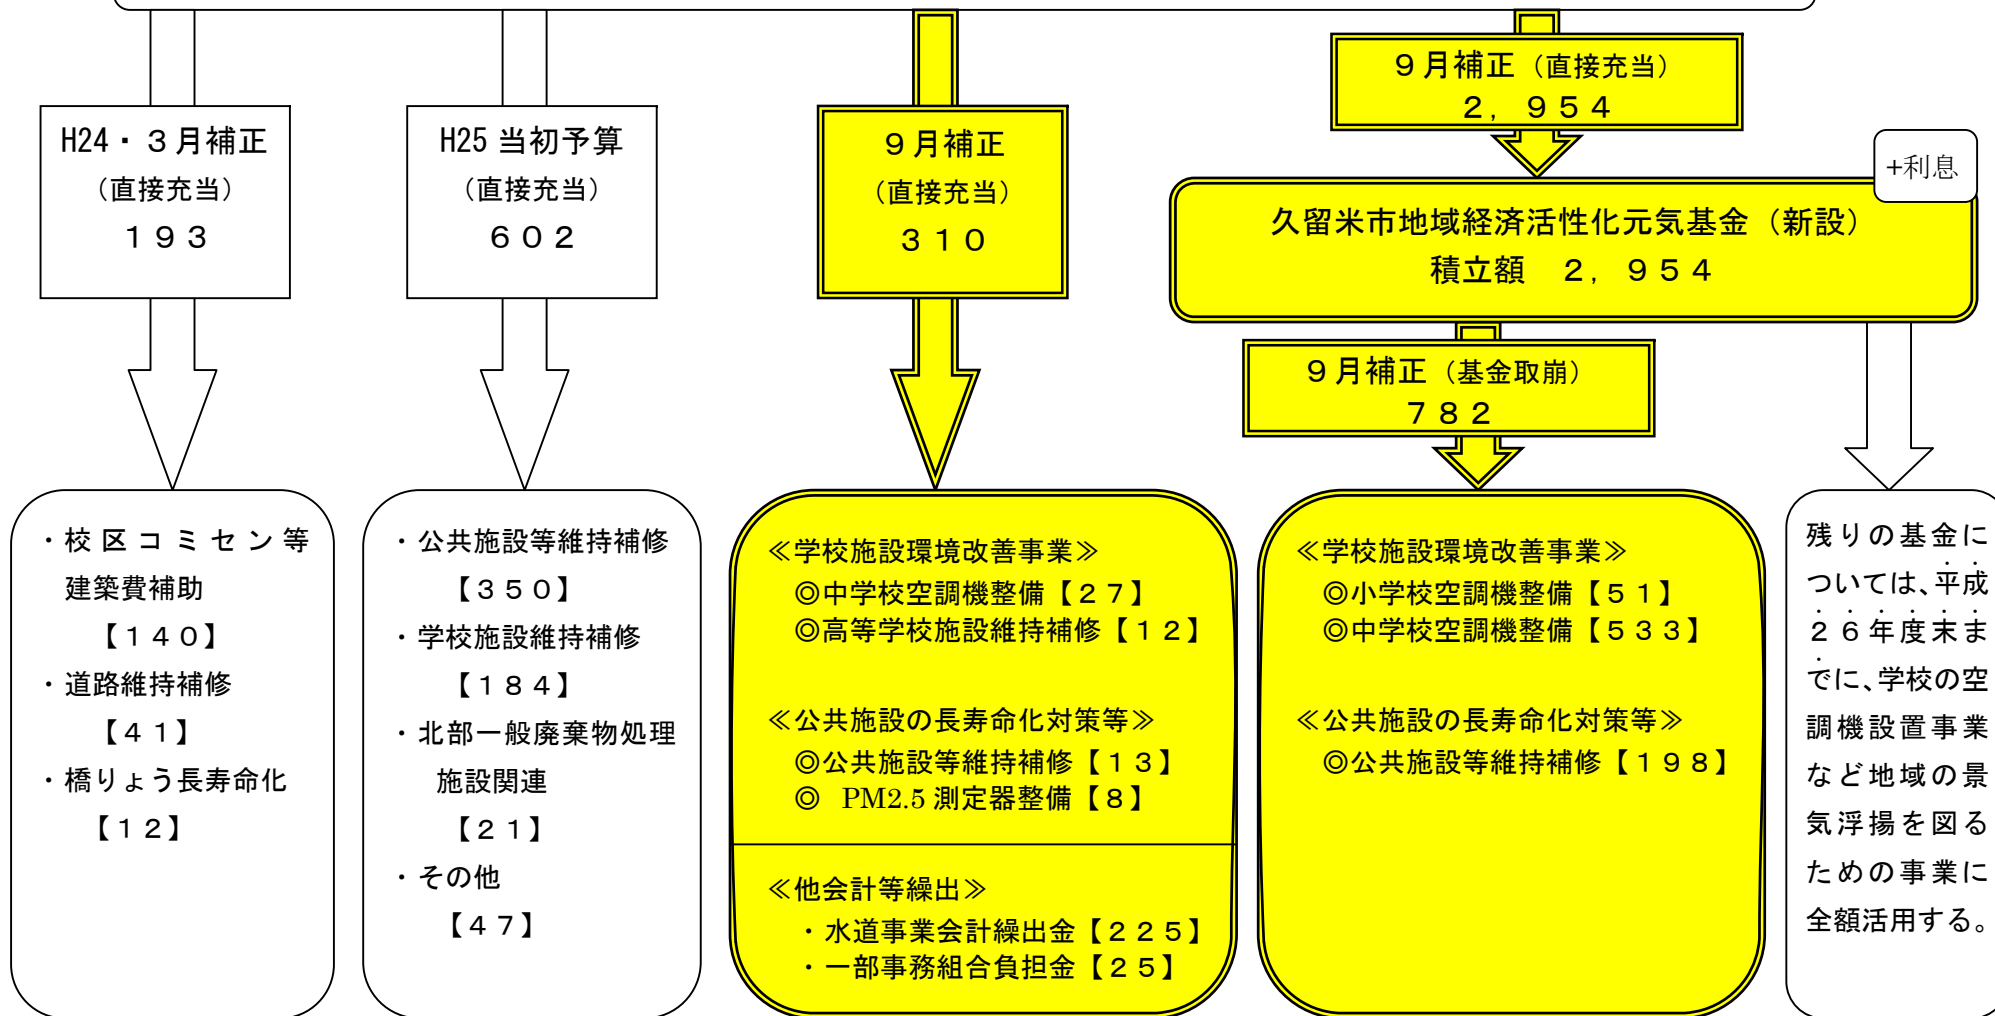 H24・３月補正
（直接充当）
１９３
H25 当初予算
（直接充当）
６０２
９月補正
（直接充当）
３１０
９月補正（直接充当）
２，９５４
+利息
久留米市地域経済活性化元気基金（新設）
積立額　２，９５４
９月補正（基金取崩）
７８２
・校区コミセン等
建築費補助
【１４０】
・道路維持補修
【４１】
・橋りょう長寿命化
【１２】
・公共施設等維持補修
【３５０】
・学校施設維持補修
【１８４】
・北部一般廃棄物処理
施設関連
【２１】
・その他
【４７】
≪学校施設環境改善事業≫
◎中学校空調機整備【２７】
◎高等学校施設維持補修【１２】
≪公共施設の長寿命化対策等≫
◎公共施設等維持補修【１３】
◎ PM2.5 測定器整備【８】
≪他会計等繰出≫
・水道事業会計繰出金【２２５】
・一部事務組合負担金【２５】
≪学校施設環境改善事業≫
◎小学校空調機整備【５１】
◎中学校空調機整備【５３３】
≪公共施設の長寿命化対策等≫
◎公共施設等維持補修【１９８】
残りの基金に
ついては、平成
２６年度末ま
でに、学校の空
調機設置事業
など地域の景
気浮揚を図る
ための事業に
全額活用する。